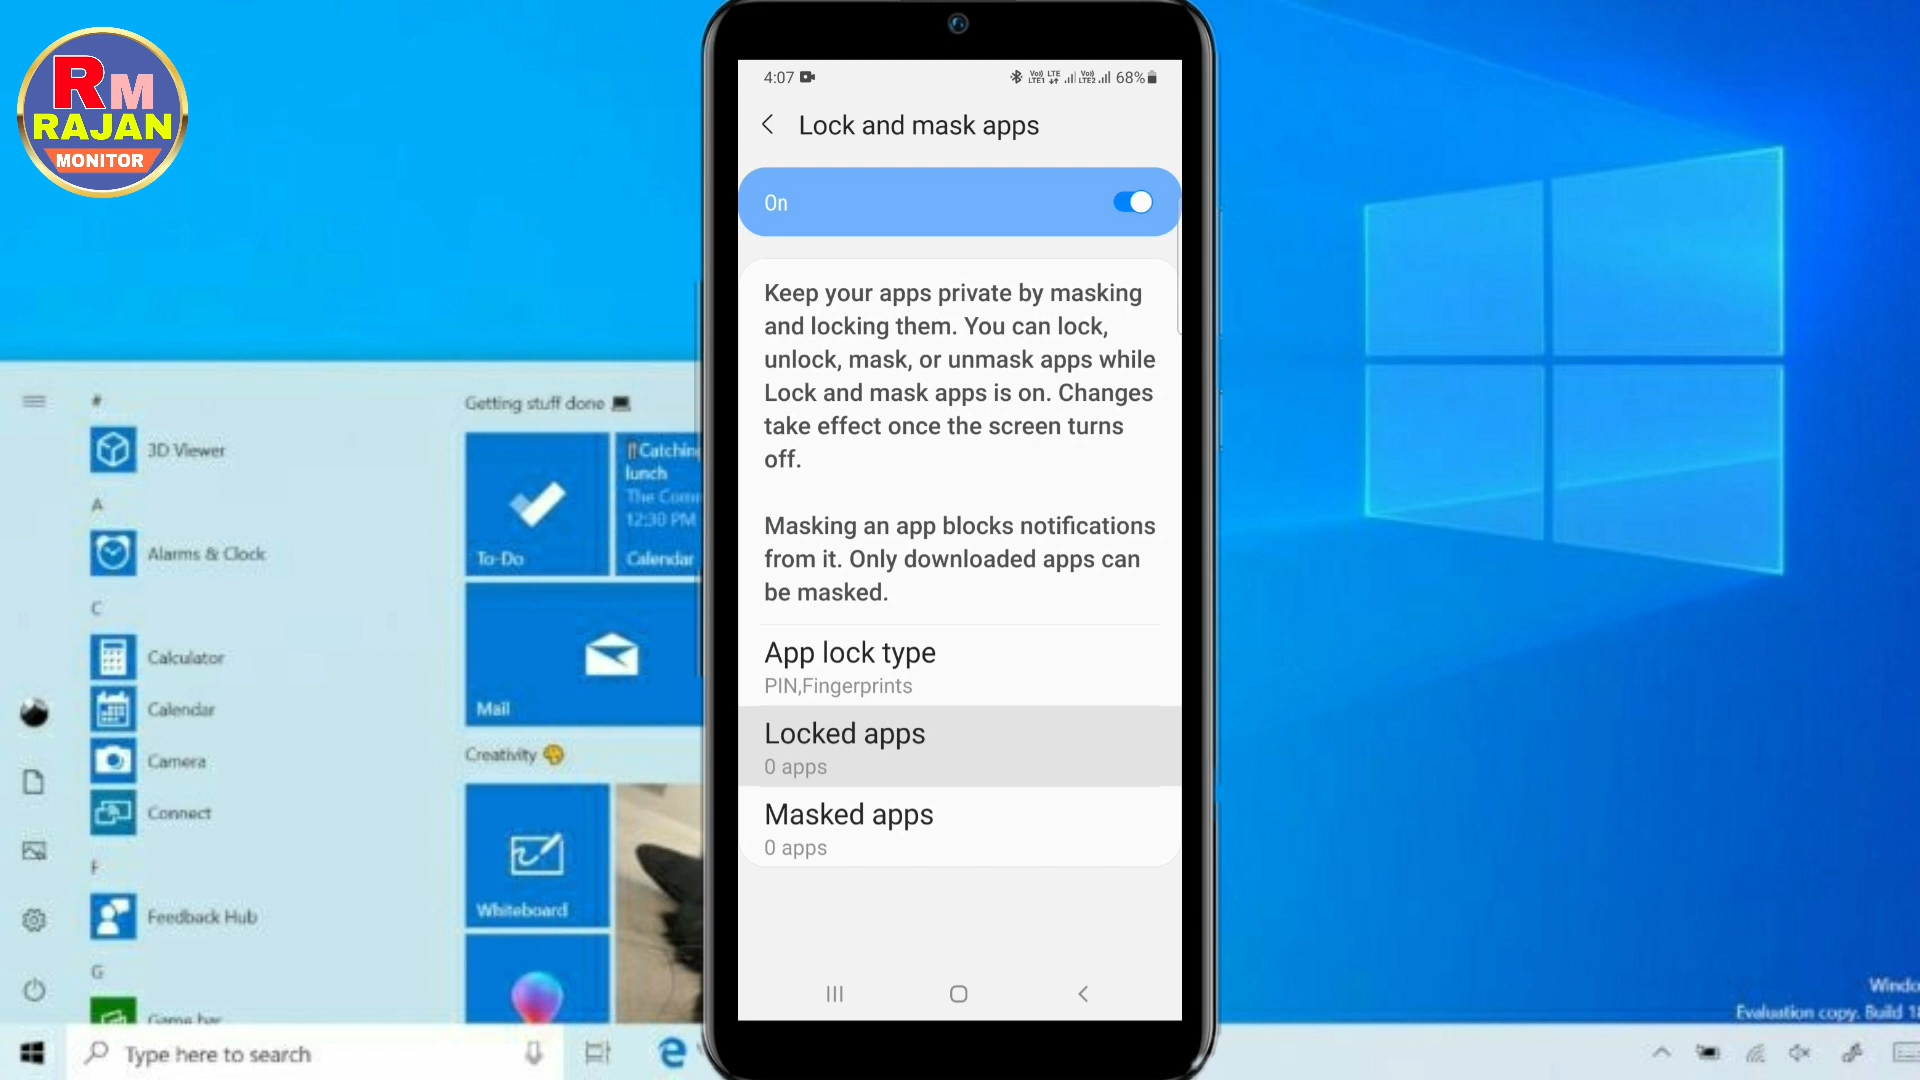 RM
RAJAN
MONITOR
4:07
68%
Lock and mask apps
On
Keep your apps private by masking
and locking them. You can lock,
unlock, mask, or unmask apps while
Lock and mask apps is on. Changes
take effect once the screen turns
off.
Masking an app blocks notifications
from it. Only downloaded apps can
be masked.
App lock type
PIN,Fingerprints
Locked apps
0 apps
Masked apps
0 apps
#
3D Viewer
A
Alarms & Clock
C
Calculator
Calendar
Camera
Connect
F
Feedback Hub
G
Game bar
Getting stuff done
To-Do
Catching
lunch
The
12:30 PM
Calendar
Mail
Creativity
Whiteboard
Type here to search
Evaluation copy. Build